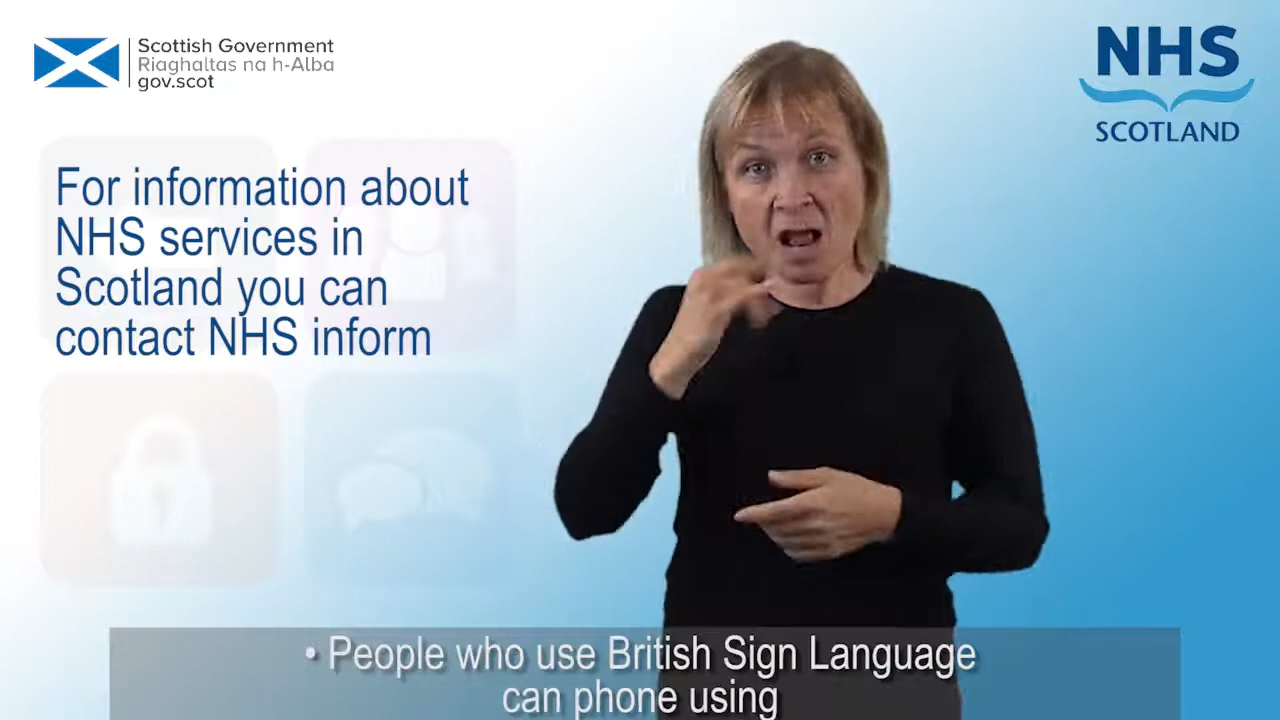 Scottish Government
Riaghaltas na h-Alba
gov.scot
NHS
SCOTLAND
For information about
NHS services in
Scotland you can
contact NHS inform
• People who use British Sign Language
can phone using